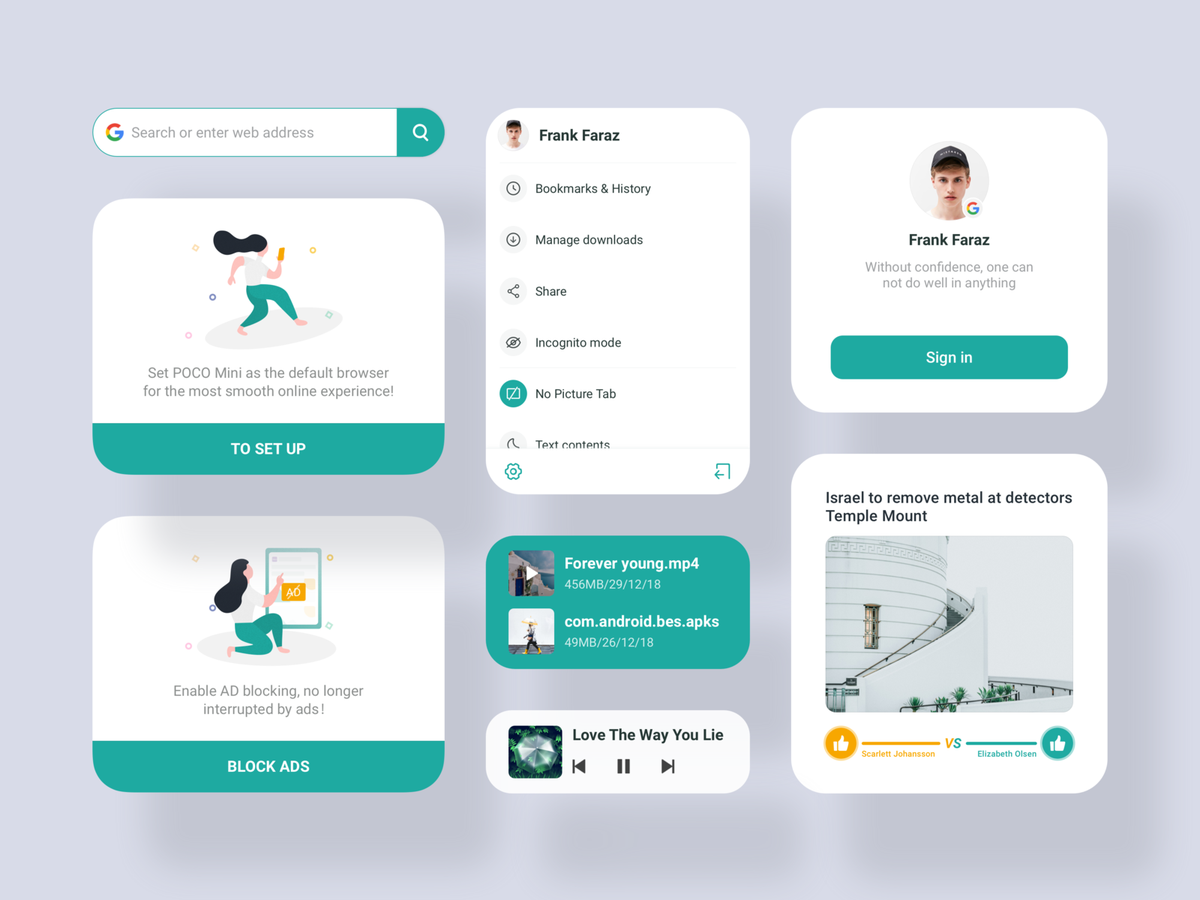 Search or enter web address
Set POCO Mini as the default browser
for the most smooth online experience!
TO SET UP
AD
Enable AD blocking, no longer
interrupted by ads!
BLOCK ADS
Frank Faraz
Bookmarks & History
Manage downloads
Share
Incognito mode
No Picture Tab
Text contents
Forever young.mp4
456MB/29/12/18
com.android.bes.apks
49MB/26/12/18
Love The Way You Lie
Frank Faraz
Without confidence, one can
not do well in anything
Sign in
Israel to remove metal at detectors
Temple Mount
VS
Scarlett Johansson
Elizabeth Olsen